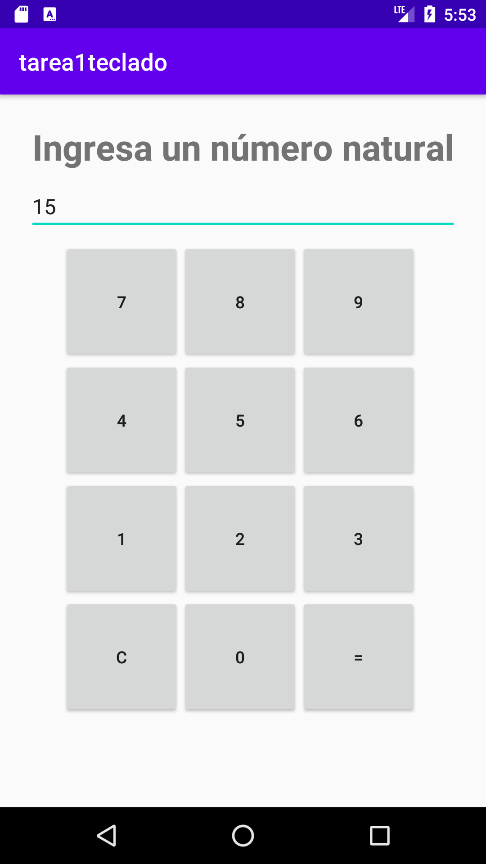 LTE 5:53
tarea1teclado
Ingresa un número natural
15
7 8 9
4 5 6
1 2 3
C 0 =